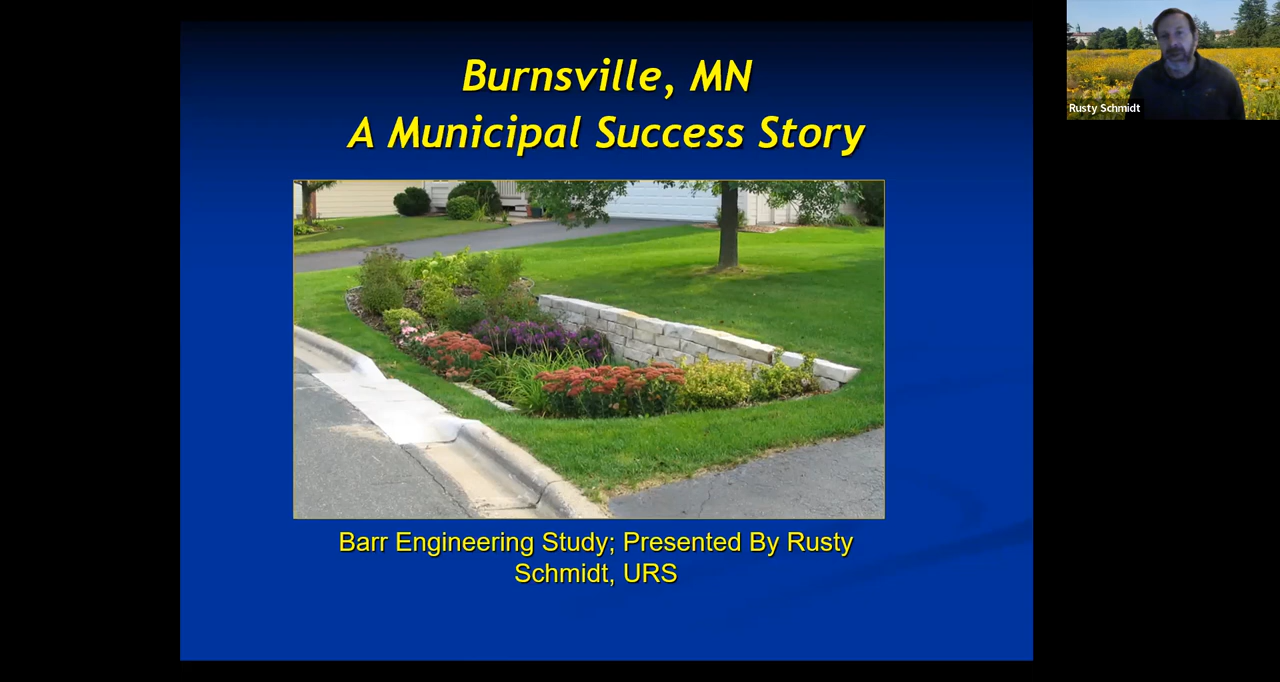 Burnsville, MN
A Municipal Success Story
Rusty Schmidt
Barr Engineering Study; Presented By Rusty
Schmidt, URS